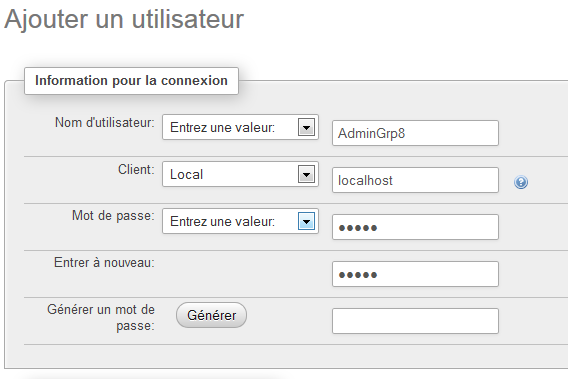 Ajouter un utilisateur
Information pour la connexion
Nom d'utilisateur: Entrez une valeur: AdminGrp8
Client: Local localhost
Mot de passe: Entrez une valeur: •••••
Entrer à nouveau: •••••
Générer un mot de
passe: Générer